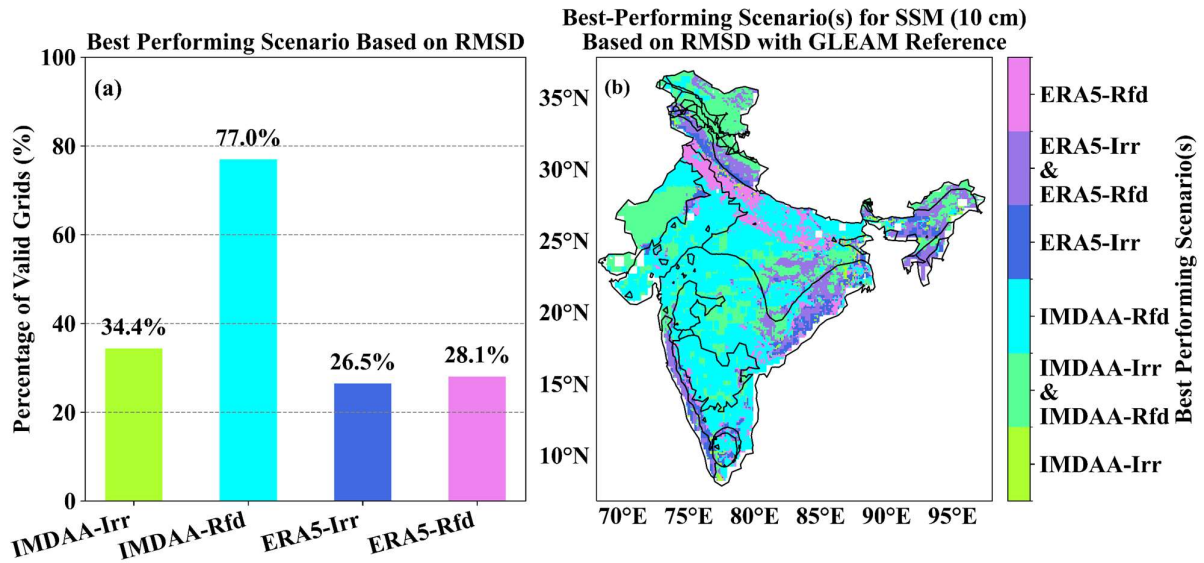 Best Performing Scenario Based on RMSD
Percentage of Valid Grids (%)
(a)
100
80
60
40
20
0
34.4%
77.0%
26.5%
28.1%
IMDAA-Irr
IMDAA-Rfd
ERA5-Irr
ERA5-Rfd
Best-Performing Scenario(s) for SSM (10 cm)
Based on RMSD with GLEAM Reference
(b)
35°N
30°N
25°N
20°N
15°N
10°N
70°E
75°E
80°E
85°E
90°E
95°E
ERA5-Rfd
ERA5-Irr
&
ERA5-Rfd
ERA5-Irr
IMDAA-Rfd
IMDAA-Irr
&
IMDAA-Rfd
IMDAA-Irr
Best Performing Scenario(s)